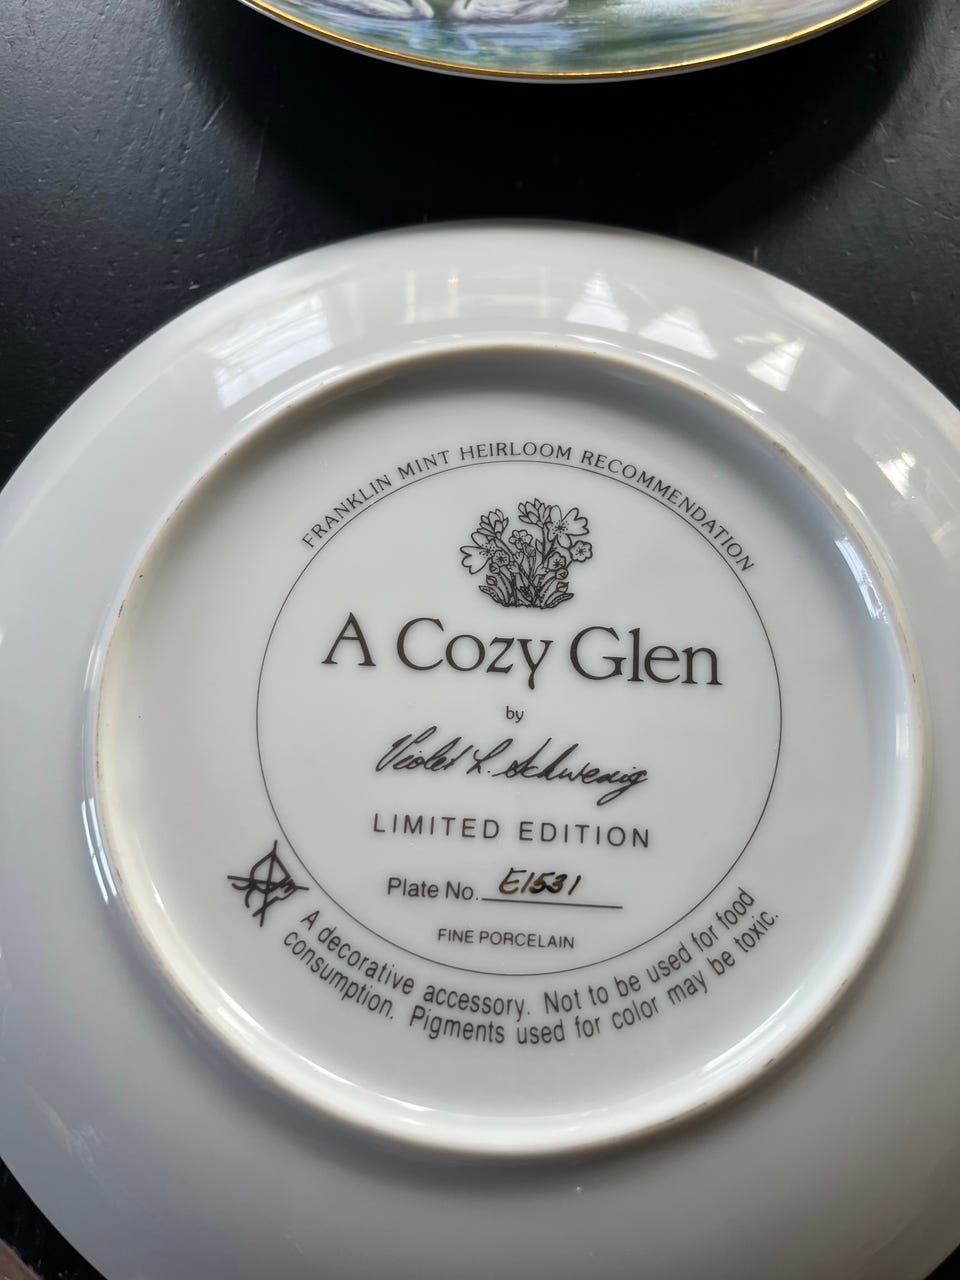 FRANKLIN MINT HEIRLOOM RECOMMENDATION
A Cozy Glen
by
Violet L. Schwenig
LIMITED EDITION
Plate No. E1531
FINE PORCELAIN
A decorative accessory. Not to be used for food
consumption. Pigments used for color may be toxic.